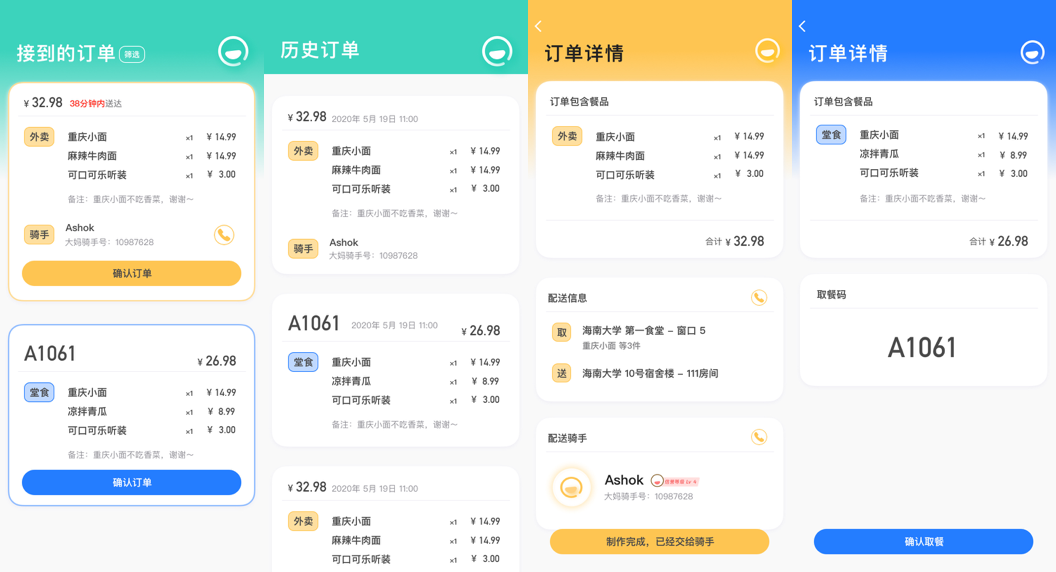 接到的订单 筛选
¥ 32.98 38分钟内送达
外卖 重庆小面 ×1 ¥ 14.99
麻辣牛肉面 ×1 ¥ 14.99
可口可乐听装 ×1 ¥ 3.00
备注：重庆小面不吃香菜，谢谢～
骑手 Ashok
大妈骑手号：10987628
确认订单
A1061 ¥ 26.98
堂食 重庆小面 ×1 ¥ 14.99
凉拌青瓜 ×1 ¥ 8.99
可口可乐听装 ×1 ¥ 3.00
备注：重庆小面不吃香菜，谢谢～
确认订单
历史订单
¥ 32.98 2020年 5月 19日 11:00
外卖 重庆小面 ×1 ¥ 14.99
麻辣牛肉面 ×1 ¥ 14.99
可口可乐听装 ×1 ¥ 3.00
备注：重庆小面不吃香菜，谢谢～
骑手 Ashok
大妈骑手号：10987628
A1061 2020年 5月 19日 11:00 ¥ 26.98
堂食 重庆小面 ×1 ¥ 14.99
凉拌青瓜 ×1 ¥ 8.99
可口可乐听装 ×1 ¥ 3.00
备注：重庆小面不吃香菜，谢谢～
¥ 32.98 2020年 5月 19日 11:00
外卖 重庆小面 ×1 ¥ 14.99
麻辣牛肉面 ×1 ¥ 14.99
可口可乐听装 ×1 ¥ 3.00
订单详情
订单包含餐品
外卖 重庆小面 ×1 ¥ 14.99
麻辣牛肉面 ×1 ¥ 14.99
可口可乐听装 ×1 ¥ 3.00
备注：重庆小面不吃香菜，谢谢～
合计 ¥ 32.98
配送信息
取 海南大学 第一食堂 – 窗口 5
重庆小面 等3件
送 海南大学 10号宿舍楼 – 111房间
配送骑手
Ashok
大妈骑手号：10987628
制作完成，已经交给骑手
订单详情
订单包含餐品
堂食 重庆小面 ×1 ¥ 14.99
凉拌青瓜 ×1 ¥ 8.99
可口可乐听装 ×1 ¥ 3.00
备注：重庆小面不吃香菜，谢谢～
合计 ¥ 26.98
取餐码
A1061
确认取餐